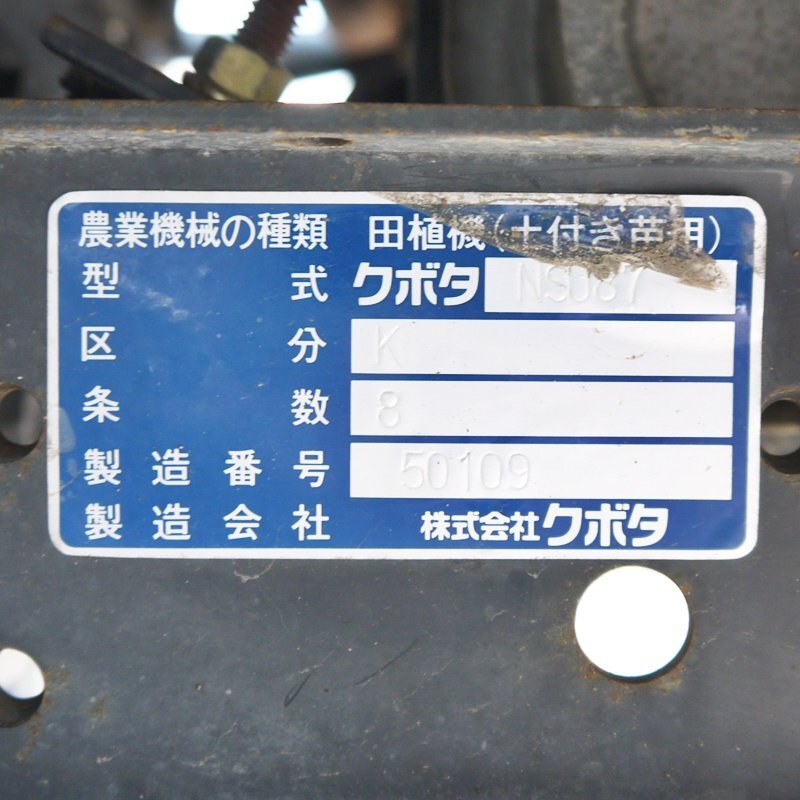 農業機械の種類 田植機(土付き苗用)
型式 クボタ NSD87
区分 K
条数 8
製造番号 50109
製造会社 株式会社クボタ